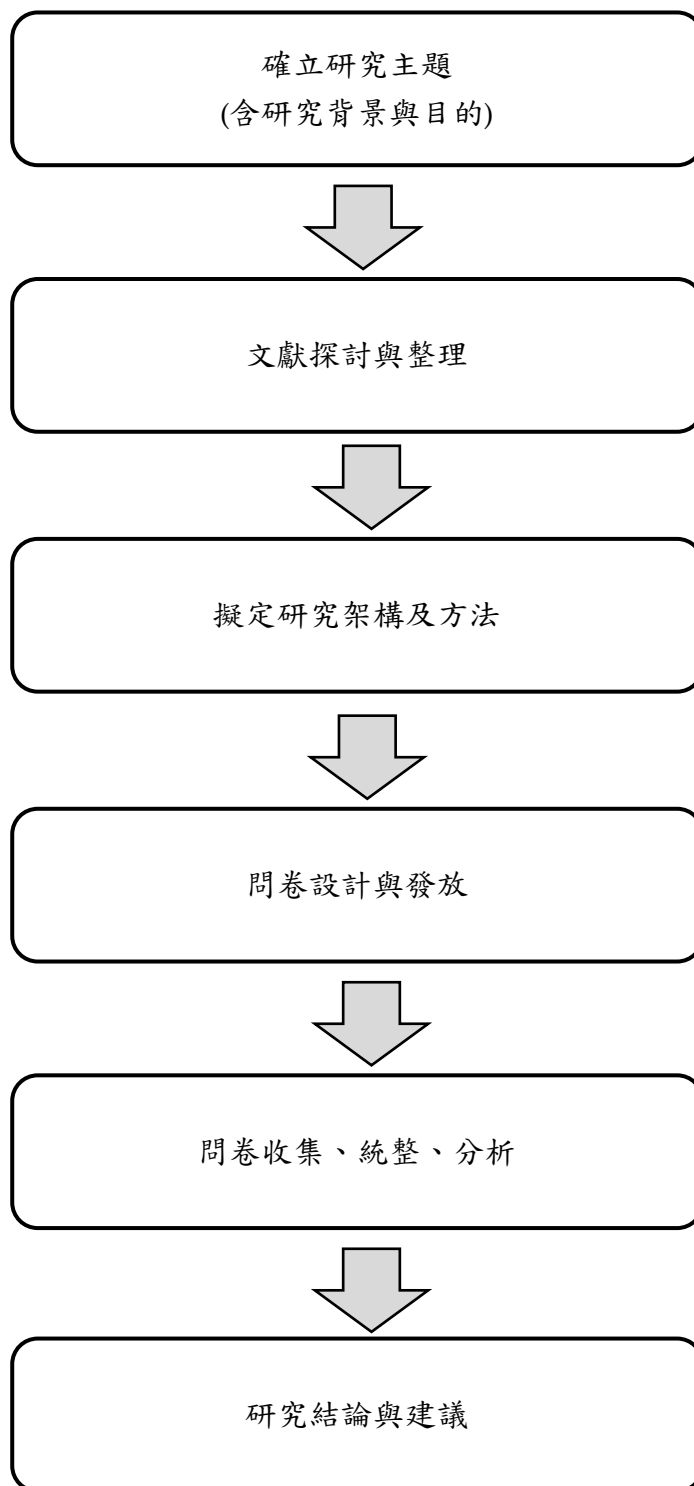 確立研究主題
(含研究背景與目的)
文獻探討與整理
擬定研究架構及方法
問卷設計與發放
問卷收集、統整、分析
研究結論與建議